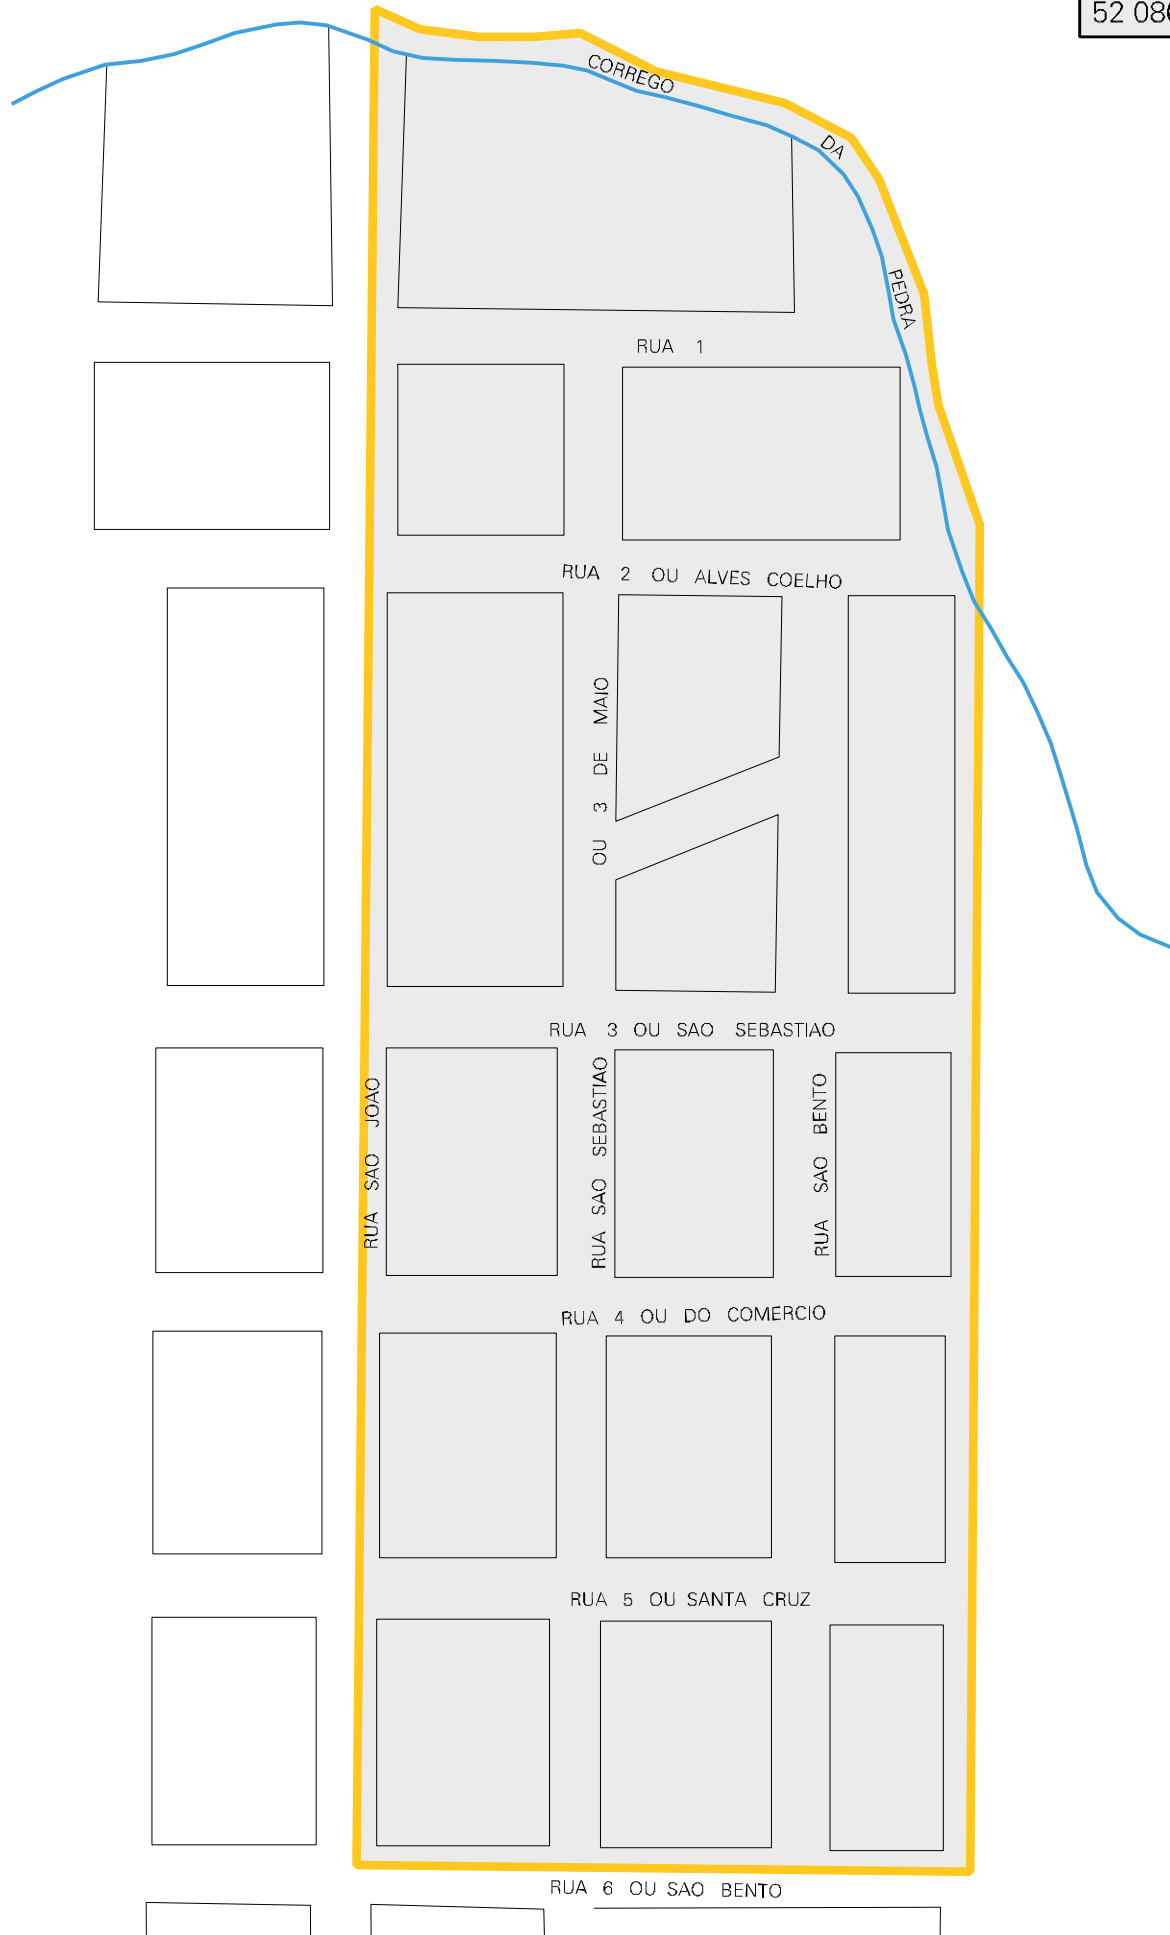 52 086
CORREGO DA PEDRA
RUA 1
RUA 2 OU ALVES COELHO
OU 3 DE MAIO
RUA 3 OU SAO SEBASTIAO
RUA SAO JOAO
RUA SAO SEBASTIAO
RUA SAO BENTO
RUA 4 OU DO COMERCIO
RUA 5 OU SANTA CRUZ
RUA 6 OU SAO BENTO